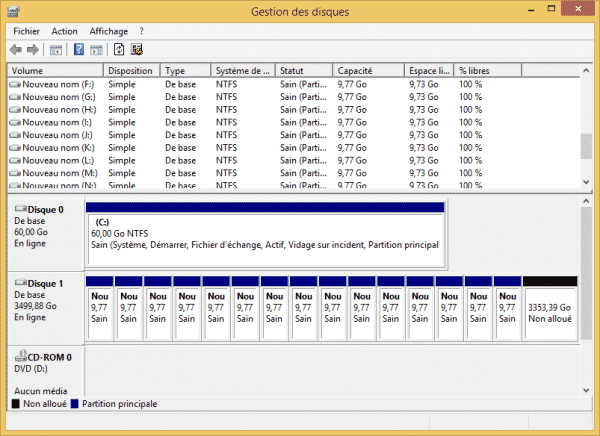 Gestion des disques
Fichier Action Affichage ?
Volume Disposition Type Système de ... Statut Capacité Espace li... % libres
Nouveau nom (F:) Simple De base NTFS Sain (Parti... 9,77 Go 9,73 Go 100 %
Nouveau nom (G:) Simple De base NTFS Sain (Parti... 9,77 Go 9,73 Go 100 %
Nouveau nom (H:) Simple De base NTFS Sain (Parti... 9,77 Go 9,73 Go 100 %
Nouveau nom (I:) Simple De base NTFS Sain (Parti... 9,77 Go 9,73 Go 100 %
Nouveau nom (J:) Simple De base NTFS Sain (Parti... 9,77 Go 9,73 Go 100 %
Nouveau nom (K:) Simple De base NTFS Sain (Parti... 9,77 Go 9,73 Go 100 %
Nouveau nom (L:) Simple De base NTFS Sain (Parti... 9,77 Go 9,73 Go 100 %
Nouveau nom (M:) Simple De base NTFS Sain (Parti... 9,77 Go 9,73 Go 100 %
Nouveau nom (N:) Simple De base NTFS Sain (Parti... 9,77 Go 9,73 Go 100 %
Disque 0
De base
60,00 Go
En ligne
(C:)
60,00 Go NTFS
Sain (Système, Démarrer, Fichier d'échange, Actif, Vidage sur incident, Partition principal
Disque 1
De base
3499,88 Go
En ligne
Nou Nou Nou Nou Nou Nou Nou Nou Nou Nou Nou Nou Nou Nou Nou
9,77 9,77 9,77 9,77 9,77 9,77 9,77 9,77 9,77 9,77 9,77 9,77 9,77 9,77 9,77
Sain Sain Sain Sain Sain Sain Sain Sain Sain Sain Sain Sain Sain Sain Sain
3353,39 Go
Non alloué
CD-ROM 0
DVD (D:)
Aucun média
Non alloué Partition principale